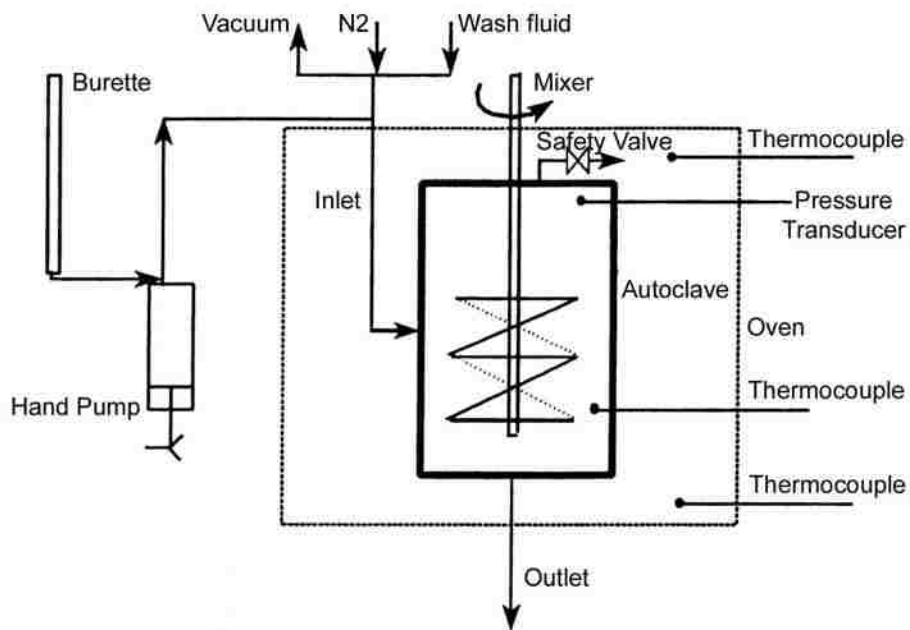 Vacuum
N2
Wash fluid
Burette
Mixer
Safety Valve
Thermocouple
Inlet
Pressure
Transducer
Autoclave
Oven
Hand Pump
Thermocouple
Thermocouple
Outlet